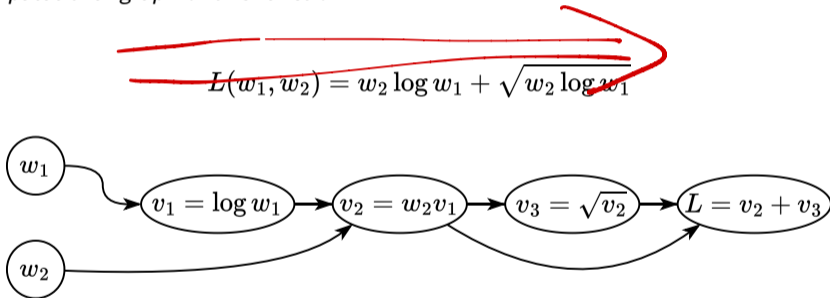 L(w₁, w₂) = w₂ log w₁ + √(w₂ log w₁)
w₁
v₁ = log w₁
v₂ = w₂v₁
v₃ = √v₂
L = v₂ + v₃
w₂